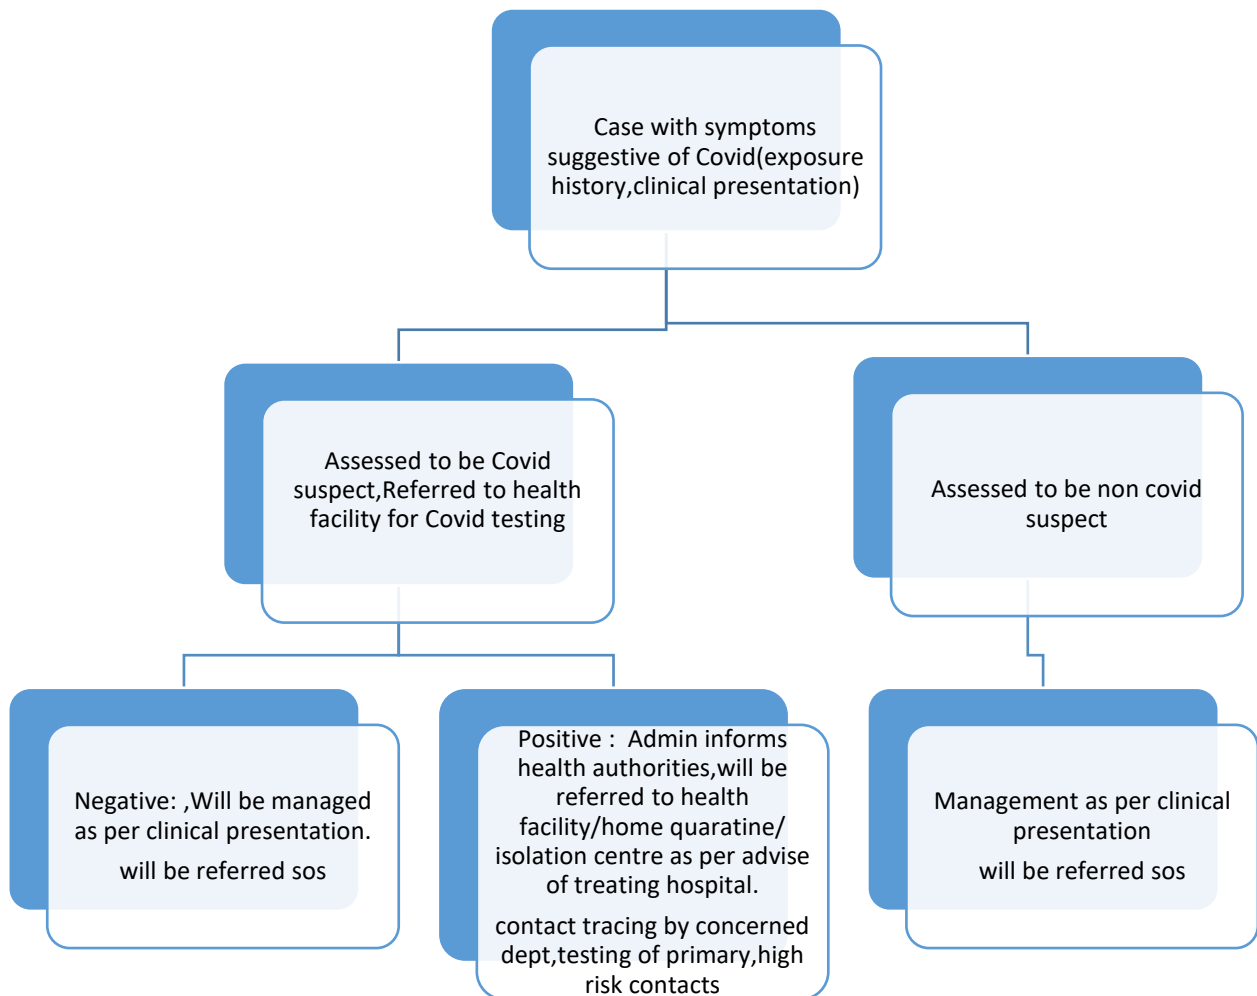 Case with symptoms
suggestive of Covid(exposure
history,clinical presentation)
Assessed to be Covid
suspect,Referred to health
facility for Covid testing
Assessed to be non covid
suspect
Negative: ,Will be managed
as per clinical presentation.
will be referred sos
Positive : Admin informs
health authorities,will be
referred to health
facility/home quaratine/
isolation centre as per advise
of treating hospital.
contact tracing by concerned
dept,testing of primary,high
risk contacts
Management as per clinical
presentation
will be referred sos